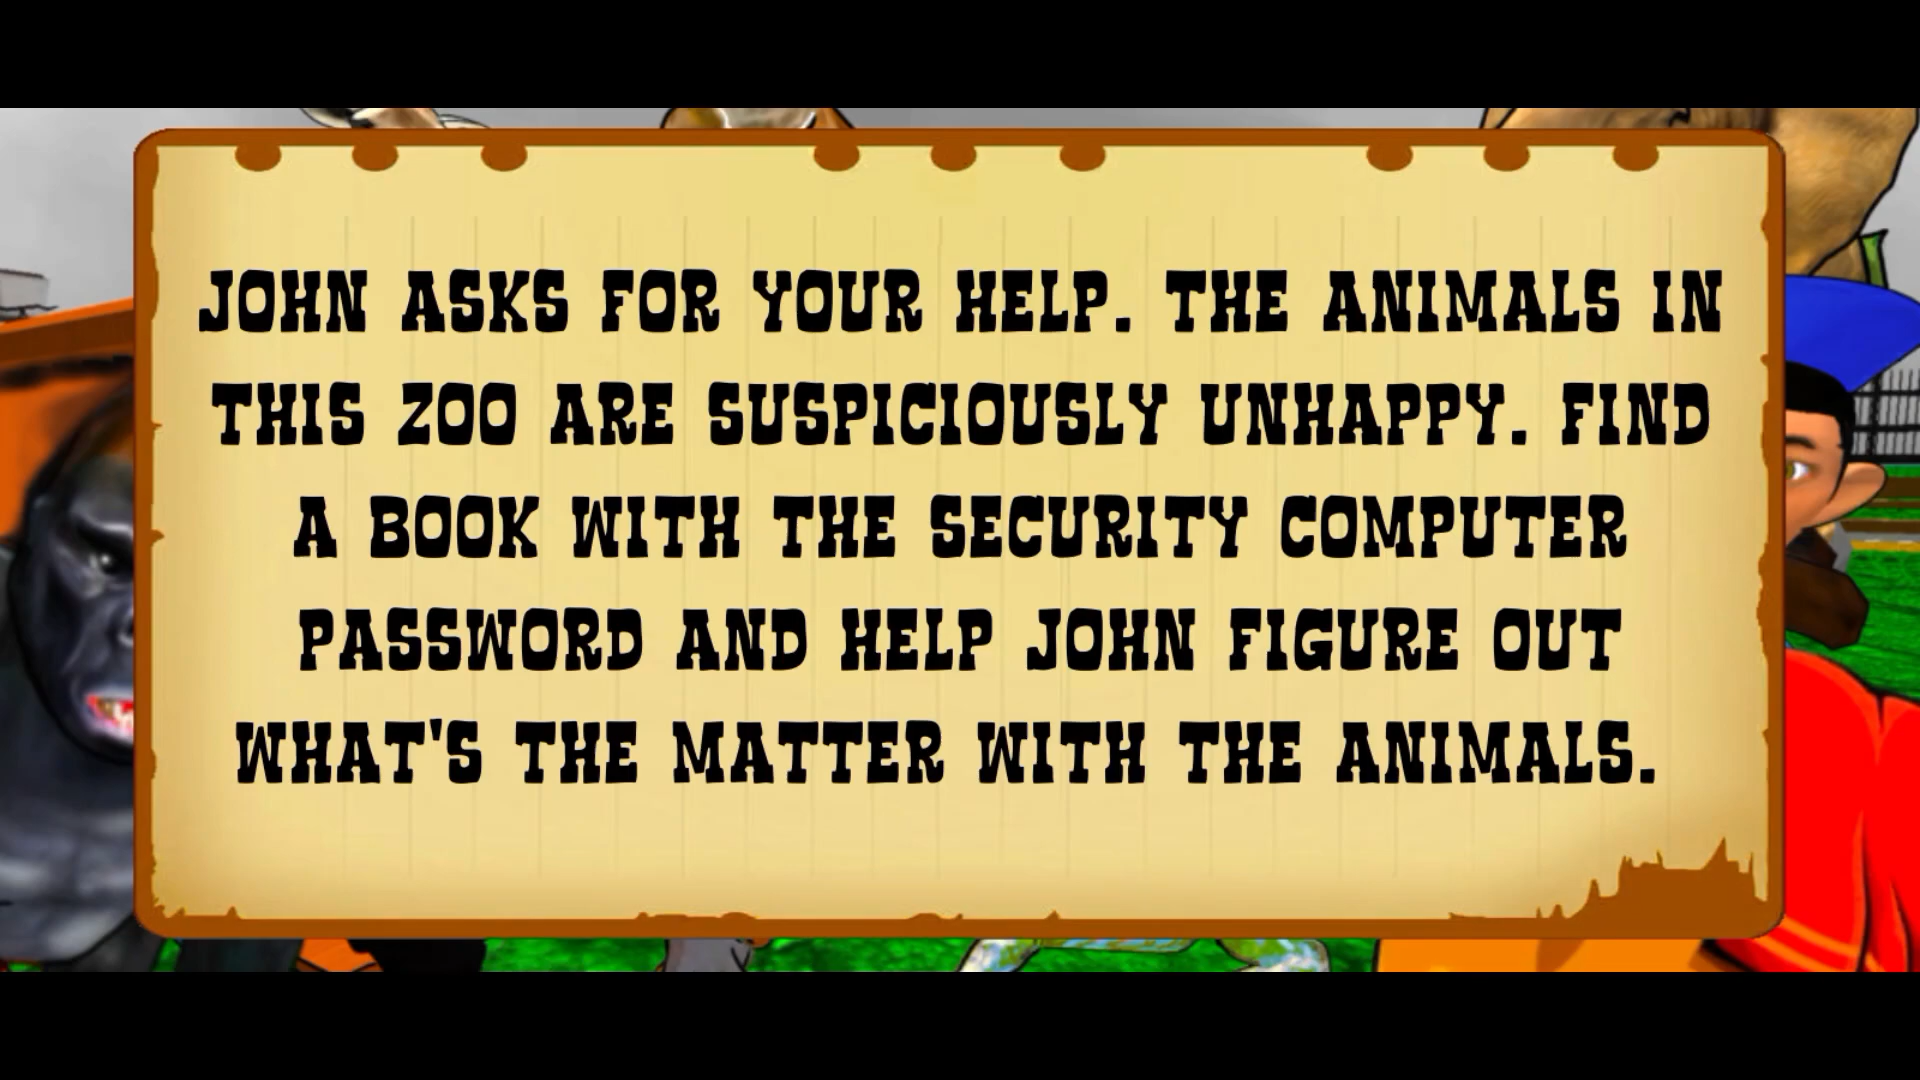 JOHN ASKS FOR YOUR HELP. THE ANIMALS IN
THIS ZOO ARE SUSPICIOUSLY UNHAPPY. FIND
A BOOK WITH THE SECURITY COMPUTER
PASSWORD AND HELP JOHN FIGURE OUT
WHAT'S THE MATTER WITH THE ANIMALS.